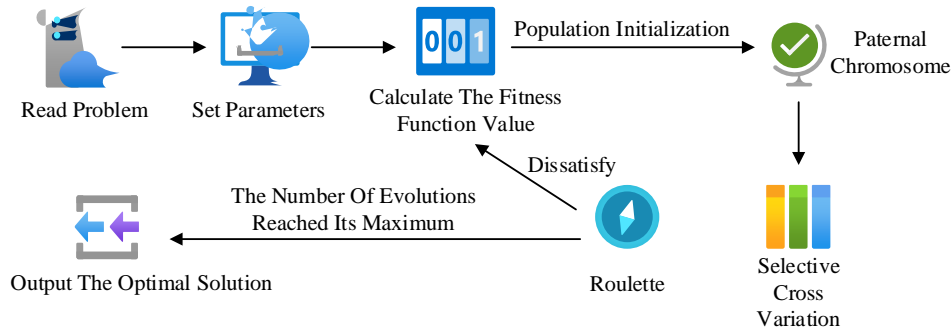 001
Population Initialization
Paternal
Chromosome
Read Problem
Set Parameters
Calculate The Fitness
Function Value
Dissatisfy
The Number Of Evolutions
Reached Its Maximum
Output The Optimal Solution
Roulette
Selective
Cross
Variation